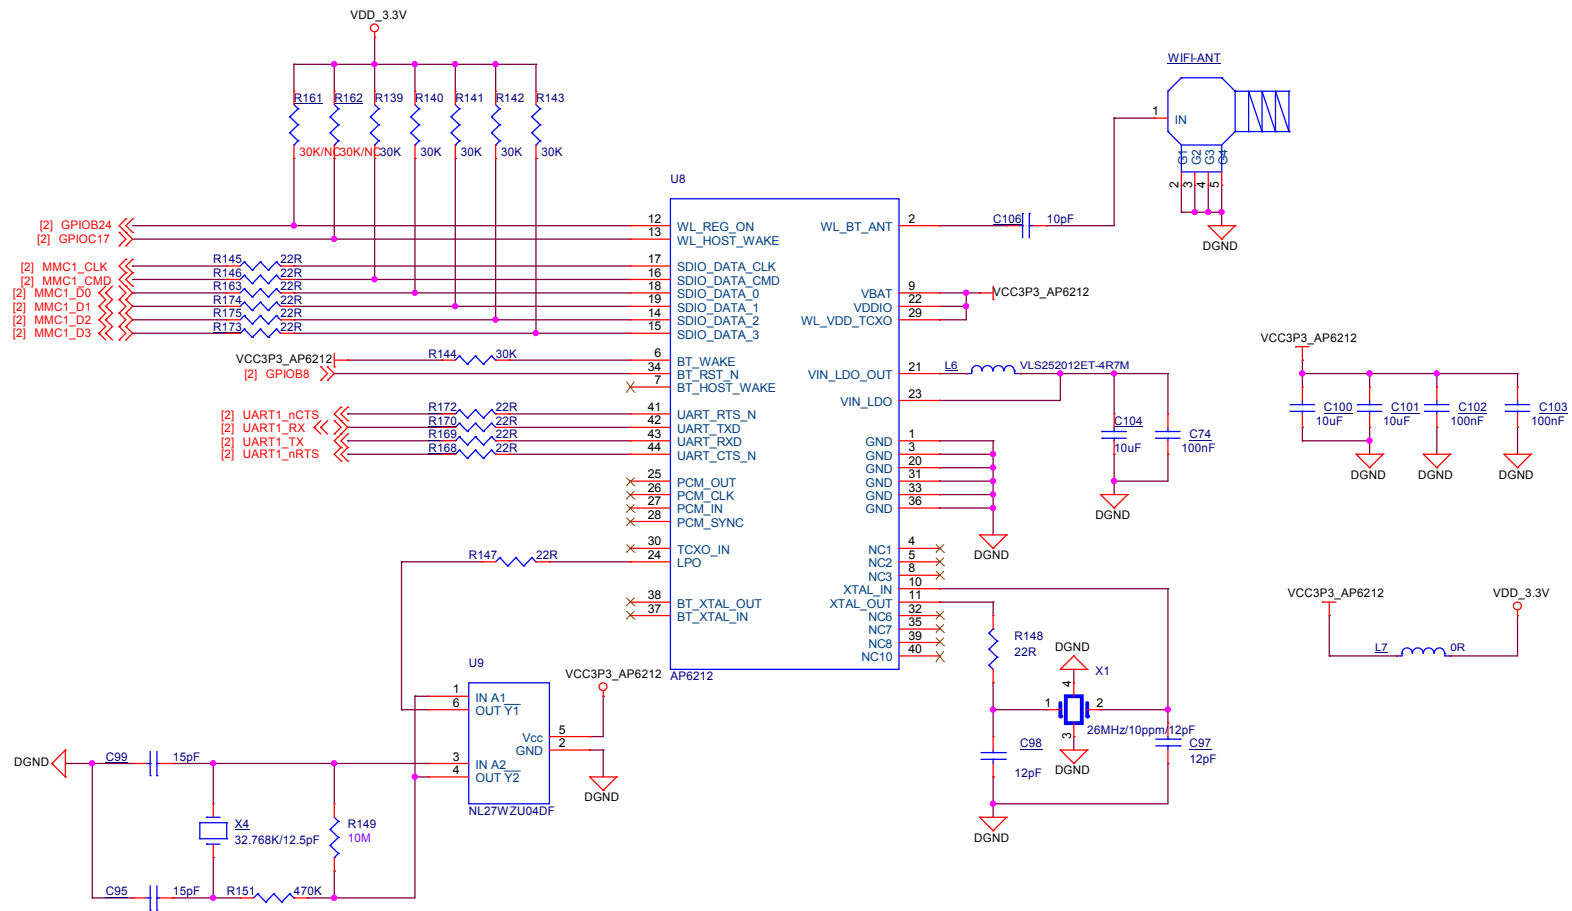 VDD_3.3V
WIFI-ANT
R161 R162 R139 R140 R141 R142 R143
30K/NC 30K/NC 30K 30K 30K 30K 30K
1 IN
G1 G2 G3 G4
2 3 4 5
DGND
U8
[2] GPIOB24 12 WL_REG_ON
[2] GPIOC17 13 WL_HOST_WAKE
WL_BT_ANT 2 C106 10pF
[2] MMC1_CLK R145 22R 17 SDIO_DATA_CLK
[2] MMC1_CMD R146 22R 16 SDIO_DATA_CMD
[2] MMC1_D0 R163 22R 18 SDIO_DATA_0
[2] MMC1_D1 R174 22R 19 SDIO_DATA_1
[2] MMC1_D2 R175 22R 14 SDIO_DATA_2
[2] MMC1_D3 R173 22R 15 SDIO_DATA_3
VBAT 9 VCC3P3_AP6212
VDDIO 22
WL_VDD_TCXO 29
VCC3P3_AP6212 R144 30K 6 BT_WAKE
[2] GPIOB8 34 BT_RST_N
7 BT_HOST_WAKE
VIN_LDO_OUT 21 L6 VLS252012ET-4R7M
VIN_LDO 23
C104
10uF
C74
100nF
DGND
VCC3P3_AP6212
C100 C101 C102 C103
10uF 10uF 100nF 100nF
DGND DGND DGND
[2] UART1_nCTS R172 22R 41 UART_RTS_N
[2] UART1_RX R170 22R 42 UART_TXD
[2] UART1_TX R169 22R 43 UART_RXD
[2] UART1_nRTS R168 22R 44 UART_CTS_N
GND 1
GND 3
GND 20
GND 31
GND 33
GND 36
DGND
25 PCM_OUT
26 PCM_CLK
27 PCM_IN
28 PCM_SYNC
30 TCXO_IN
R147 22R 24 LPO
38 BT_XTAL_OUT
37 BT_XTAL_IN
NC1 4
NC2 5
NC3 8
XTAL_IN 10
XTAL_OUT 11
NC6 32
NC7 35
NC8 39
NC10 40
AP6212
R148
22R
DGND
X1
4
1 2
3
26MHz/10ppm/12pF
DGND
C98
12pF
C97
12pF
DGND
VCC3P3_AP6212 VDD_3.3V
L7 0R
U9
VCC3P3_AP6212
1 IN A1
6 OUT Y1
Vcc 5
GND 2
3 IN A2
4 OUT Y2
NL27WZU04DF
DGND
DGND C99 15pF
X4
32.768K/12.5pF
R149
10M
C95 15pF R151 470K